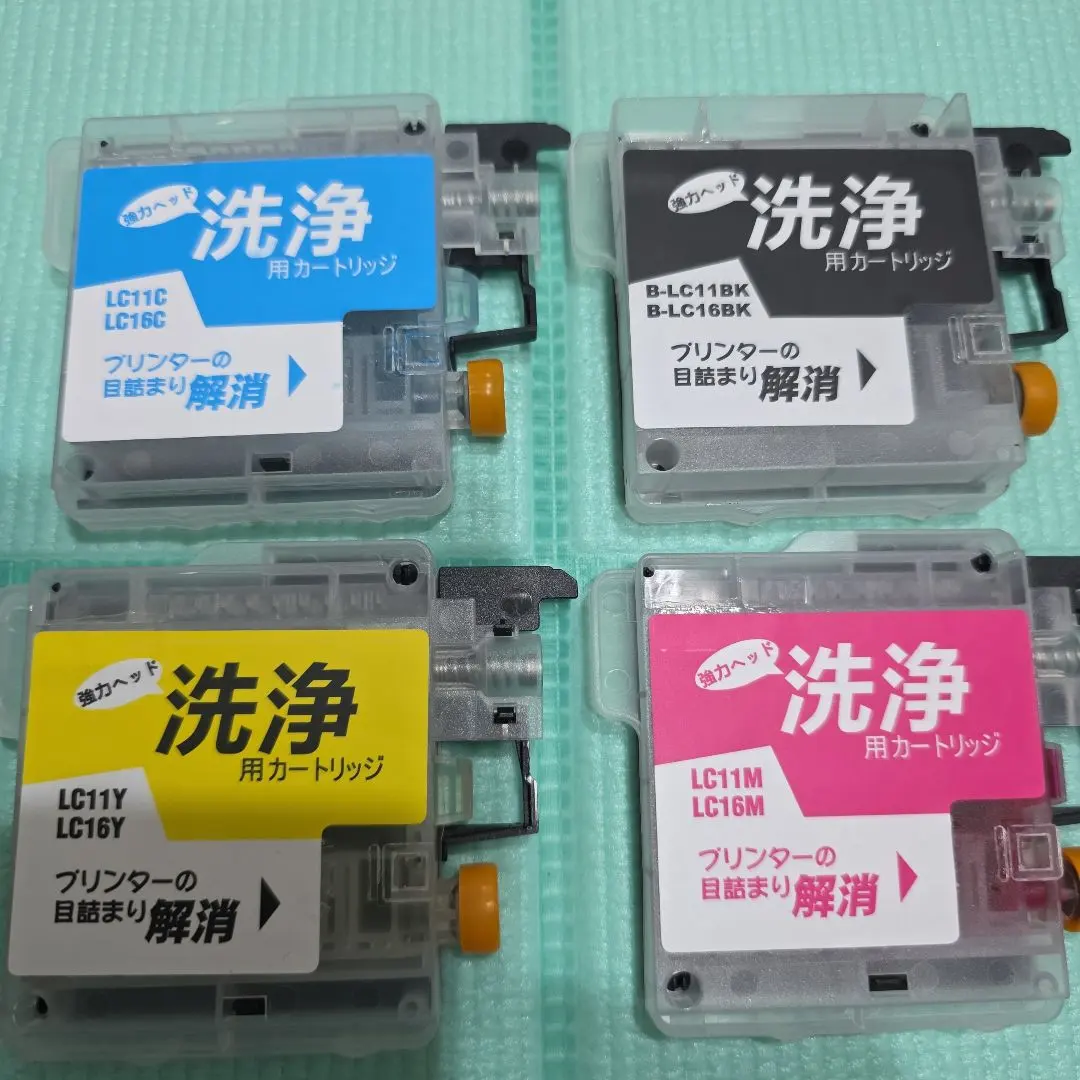 強力ヘッド
洗浄
用カートリッジ
LC11C
LC16C
プリンターの
目詰まり解消
強力ヘッド
洗浄
用カートリッジ
B-LC11BK
B-LC16BK
プリンターの
目詰まり解消
強力ヘッド
洗浄
用カートリッジ
LC11Y
LC16Y
プリンターの
目詰まり解消
強力ヘッド
洗浄
用カートリッジ
LC11M
LC16M
プリンターの
目詰まり解消